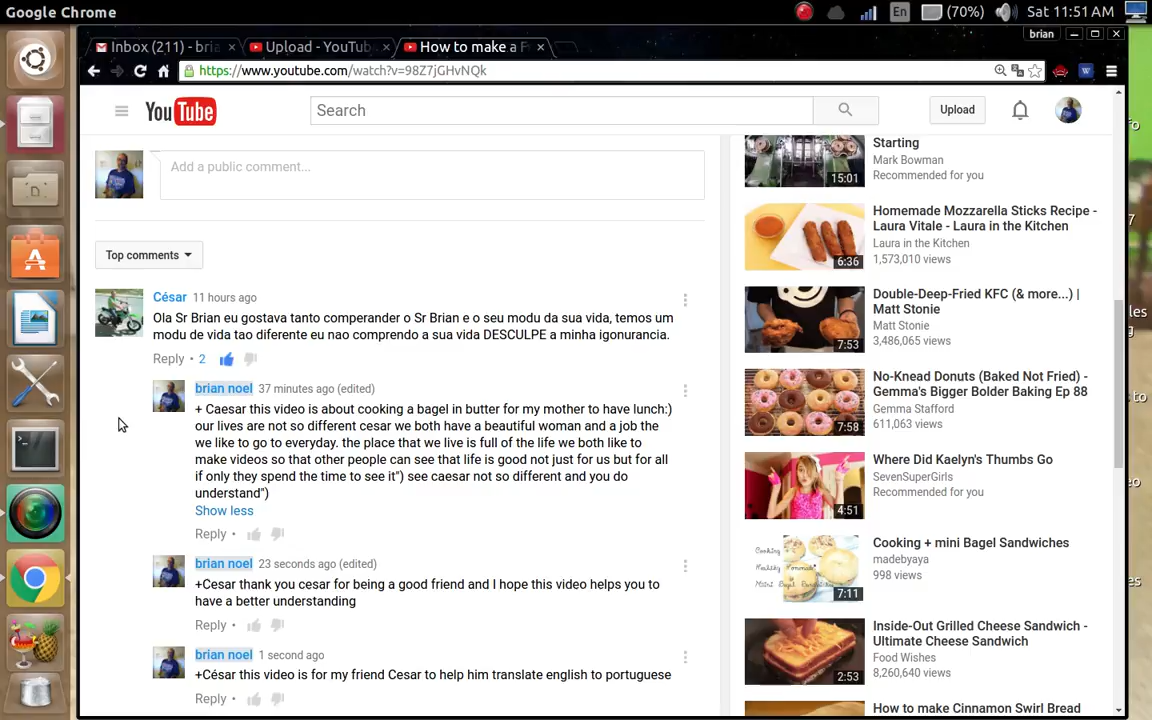 Google Chrome
En
(70%)
Sat 11:51 AM
brian
Inbox (211) - bria
Upload - YouTub
How to make a F
https://www.youtube.com/watch?v=98Z7jGHvNQk
YouTube
Search
Upload
Add a public comment...
Top comments
César 11 hours ago
Ola Sr Brian eu gostava tanto comperander o Sr Brian e o seu modu da sua vida, temos um
modu de vida tao diferente eu nao comprendo a sua vida DESCULPE a minha igonurancia.
Reply • 2
brian noel 37 minutes ago (edited)
+ Caesar this video is about cooking a bagel in butter for my mother to have lunch:)
our lives are not so different cesar we both have a beautiful woman and a job the
we like to go to everyday. the place that we live is full of the life we both like to
make videos so that other people can see that life is good not just for us but for all
if only they spend the time to see it") see caesar not so different and you do
understand")
Show less
Reply •
brian noel 23 seconds ago (edited)
+Cesar thank you cesar for being a good friend and I hope this video helps you to
have a better understanding
Reply •
brian noel 1 second ago
+César this video is for my friend Cesar to help him translate english to portuguese
Reply •
Starting
Mark Bowman
Recommended for you
15:01
Homemade Mozzarella Sticks Recipe -
Laura Vitale - Laura in the Kitchen
Laura in the Kitchen
1,573,010 views
6:36
Double-Deep-Fried KFC (& more...) |
Matt Stonie
Matt Stonie
3,486,065 views
7:53
No-Knead Donuts (Baked Not Fried) -
Gemma's Bigger Bolder Baking Ep 88
Gemma Stafford
611,063 views
7:58
Where Did Kaelyn's Thumbs Go
SevenSuperGirls
Recommended for you
4:51
Cooking + mini Bagel Sandwiches
madebyaya
998 views
7:11
Inside-Out Grilled Cheese Sandwich -
Ultimate Cheese Sandwich
Food Wishes
8,260,640 views
2:53
How to make Cinnamon Swirl Bread